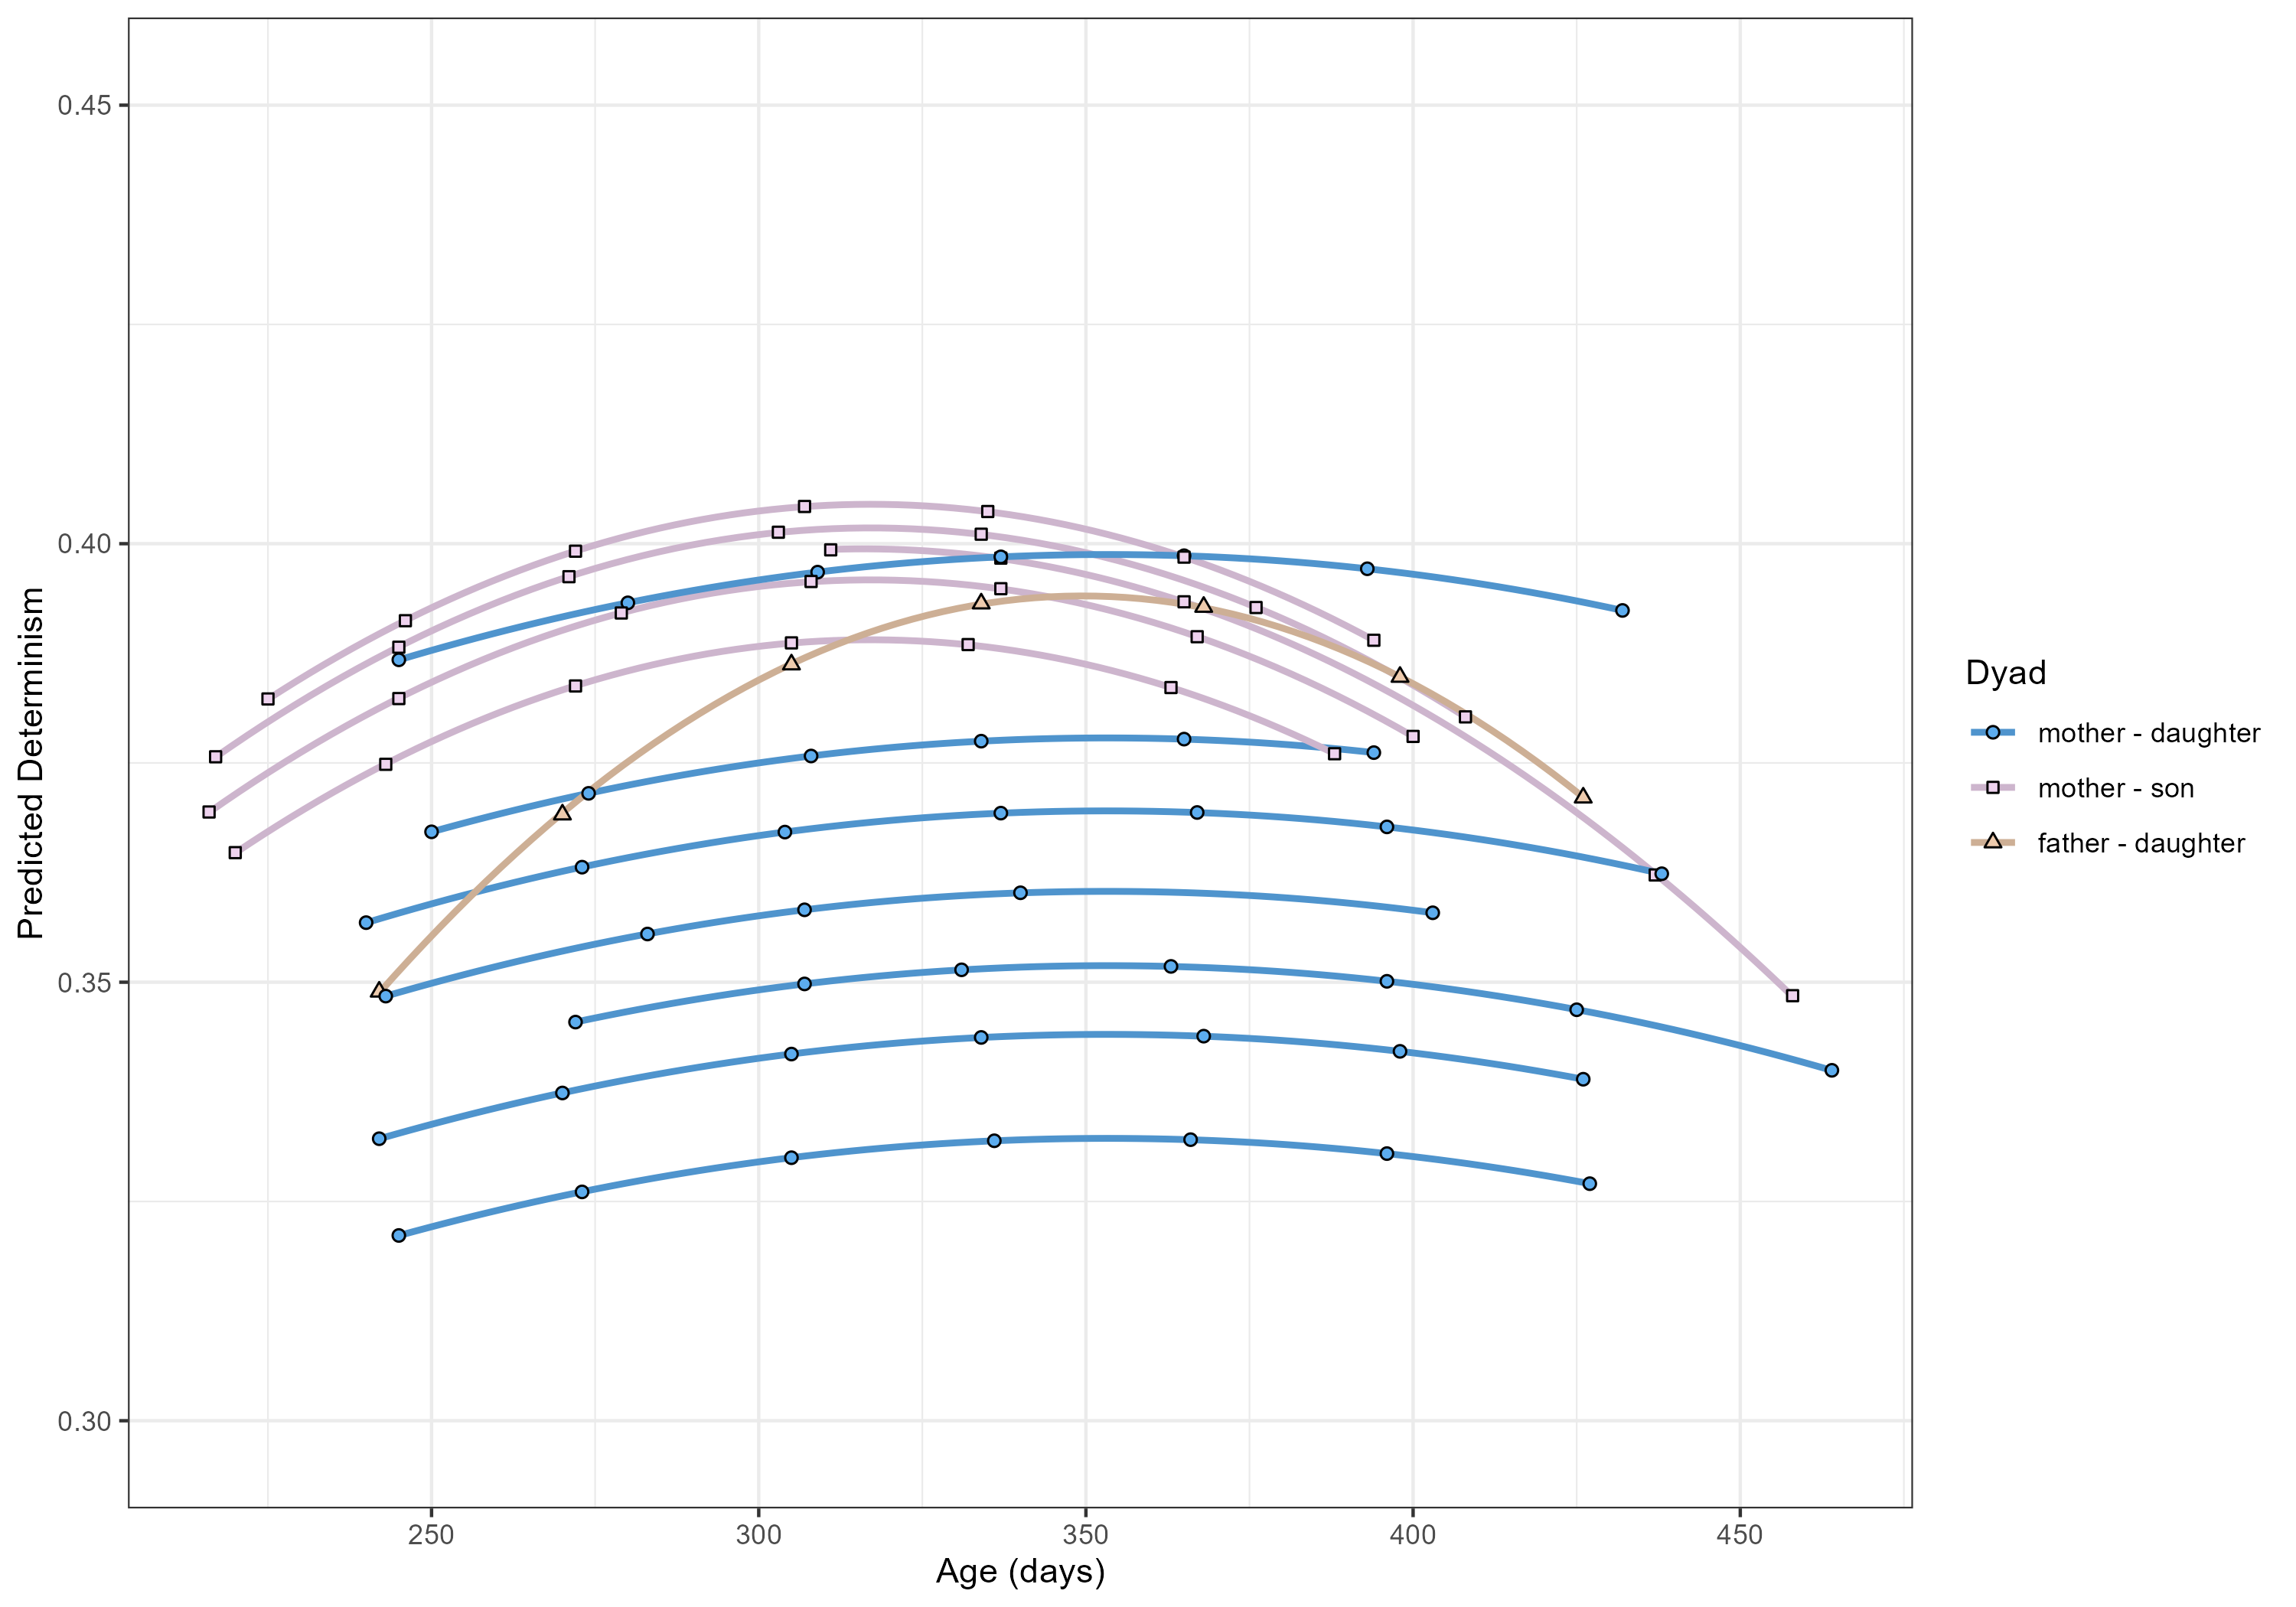 Predicted Determinism
0.45
0.40
0.35
0.30
250 300 350 400 450
Age (days)
Dyad
mother - daughter
mother - son
father - daughter